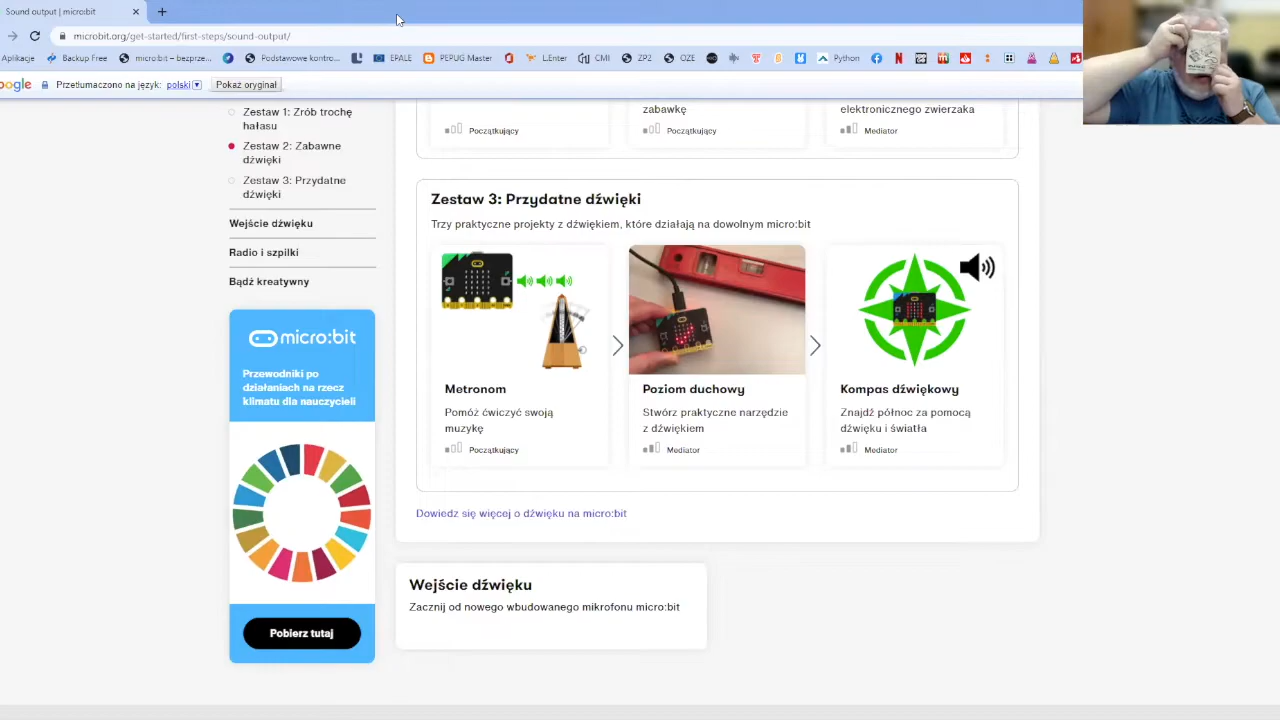 Sound output | micro:bit
microbit.org/get-started/first-steps/sound-output/
Aplikacje
Backup Free
micro:bit – bezprze...
Podstawowe kontro...
EPALE
PEPUG Master
L.Enter
CMI
ZP2
OZE
Python
oogle
Przetłumaczono na język:
polski
Pokaż oryginał
Zestaw 1: Zrób trochę
hałasu
Zestaw 2: Zabawne
dźwięki
Zestaw 3: Przydatne
dźwięki
Wejście dźwięku
Radio i szpilki
Bądź kreatywny
micro:bit
Przewodniki po
działaniach na rzecz
klimatu dla nauczycieli
Pobierz tutaj
Początkujący
zabawkę
Początkujący
elektronicznego zwierzaka
Mediator
Zestaw 3: Przydatne dźwięki
Trzy praktyczne projekty z dźwiękiem, które działają na dowolnym micro:bit
Metronom
Pomóż ćwiczyć swoją
muzykę
Początkujący
Poziom duchowy
Stwórz praktyczne narzędzie
z dźwiękiem
Mediator
Kompas dźwiękowy
Znajdź północ za pomocą
dźwięku i światła
Mediator
Dowiedz się więcej o dźwięku na micro:bit
Wejście dźwięku
Zacznij od nowego wbudowanego mikrofonu micro:bit